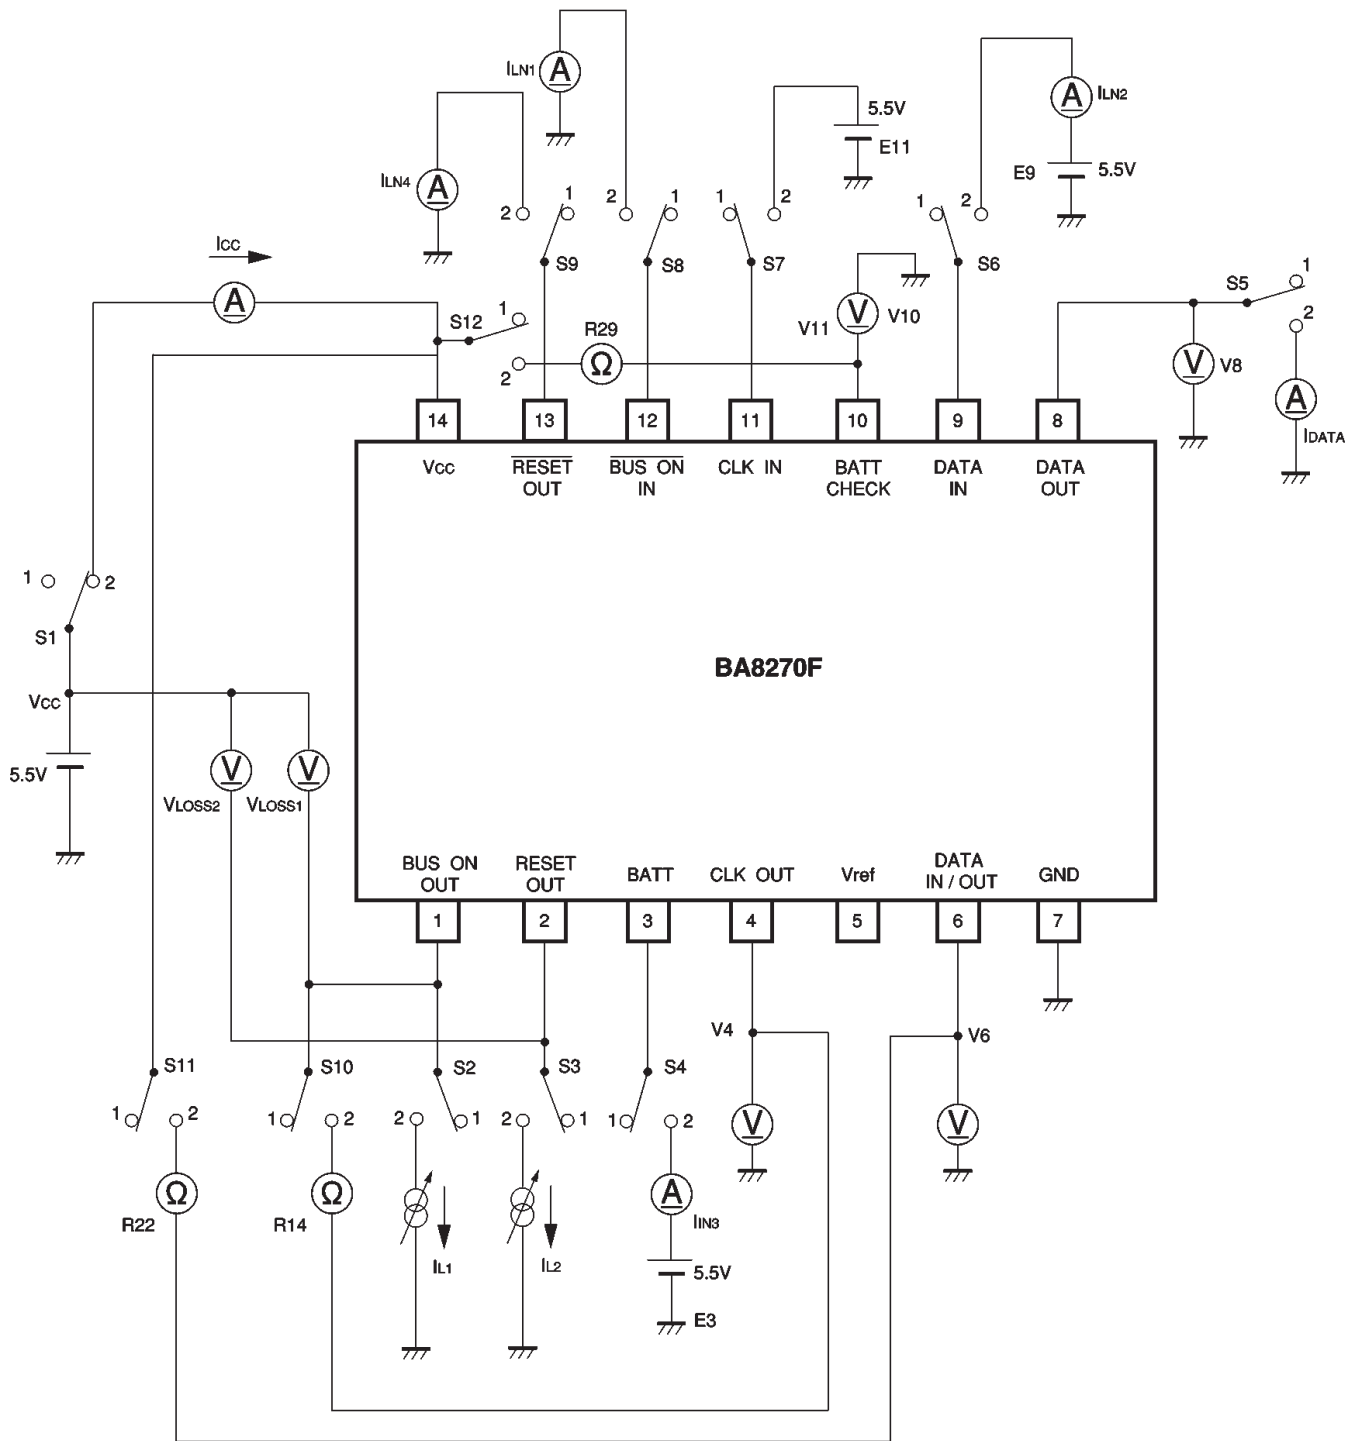 ILN1
A
ILN2
A
5.5V
E11
ILN4
A
E9
5.5V
2
1
2
1
1
2
1
2
S9
S8
S7
S6
ICC
A
S5
1
2
S12
1
2
R29
Ω
V11
V
V10
V
V8
A
IDATA
14
13
12
11
10
9
8
VCC
RESET
OUT
BUS ON
IN
CLK IN
BATT
CHECK
DATA
IN
DATA
OUT
1
2
S1
BA8270F
VCC
5.5V
V
V
VLOSS2
VLOSS1
BUS ON
OUT
RESET
OUT
BATT
CLK OUT
Vref
DATA
IN / OUT
GND
1
2
3
4
5
6
7
V4
V6
S11
S10
S2
S3
S4
1
2
1
2
2
1
2
1
1
2
V
V
Ω
R22
Ω
R14
IL1
IL2
A
IIN3
5.5V
E3